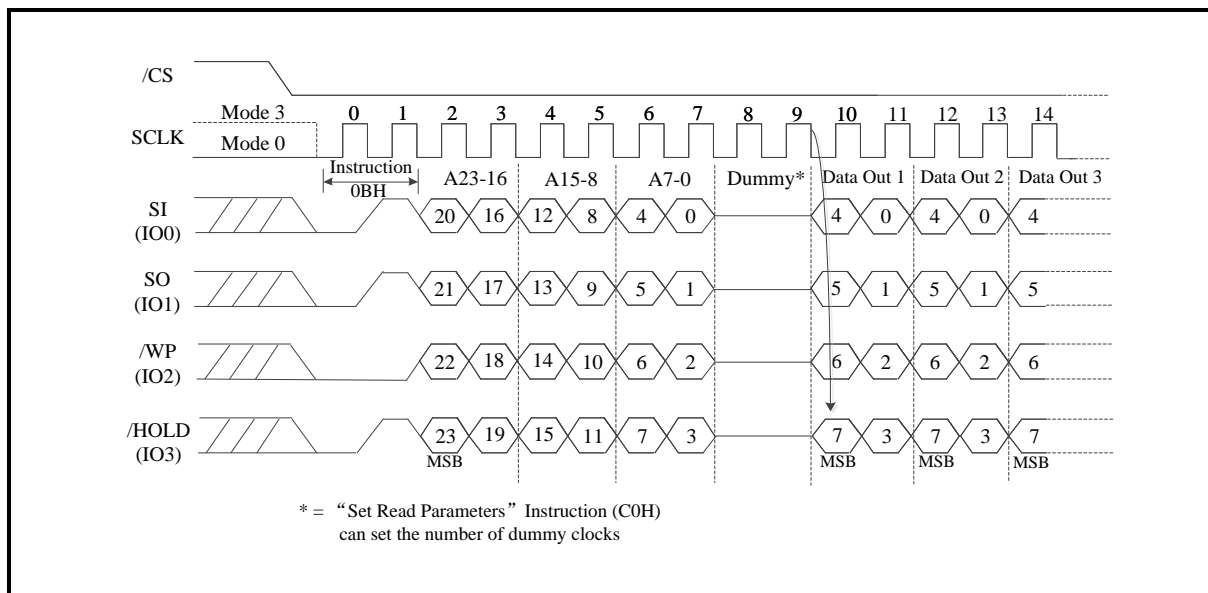 /CS
Mode 3 0 1 2 3 4 5 6 7 8 9 10 11 12 13 14
SCLK
Mode 0
Instruction
0BH
A23-16 A15-8 A7-0 Dummy* Data Out 1 Data Out 2 Data Out 3
SI
(IO0)
20 16 12 8 4 0 4 0 4 0 4
SO
(IO1)
21 17 13 9 5 1 5 1 5 1 5
/WP
(IO2)
22 18 14 10 6 2 6 2 6 2 6
/HOLD
(IO3)
23 19 15 11 7 3 7 3 7 3 7
MSB MSB MSB MSB
* = “Set Read Parameters” Instruction (C0H)
can set the number of dummy clocks